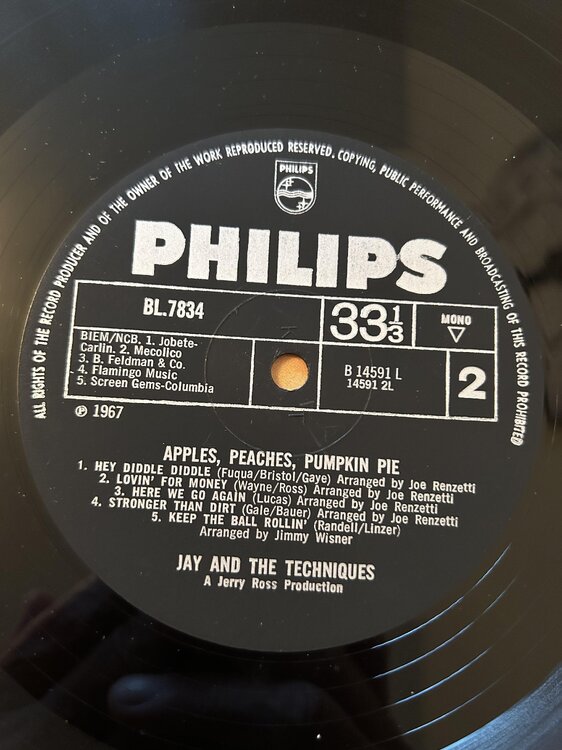 ALL RIGHTS OF THE RECORD PRODUCER AND OF THE OWNER OF THE WORK REPRODUCED RESERVED. COPYING, PUBLIC PERFORMANCE AND BROADCASTING OF THIS RECORD PROHIBITED
PHILIPS
PHILIPS
BL.7834
33 1/3
MONO
BIEM/NCB. 1. Jobete-
Carlin. 2. Mecolico
3. B. Feldman & Co.
4. Flamingo Music
5. Screen Gems-Columbia
B 14591 L
14591 2L
2
℗ 1967
APPLES, PEACHES, PUMPKIN PIE
1. HEY DIDDLE DIDDLE (Fuqua/Bristol/Gaye) Arranged by Joe Renzetti
2. LOVIN' FOR MONEY (Wayne/Ross) Arranged by Joe Renzetti
3. HERE WE GO AGAIN (Lucas) Arranged by Joe Renzetti
4. STRONGER THAN DIRT (Gale/Bauer) Arranged by Joe Renzetti
5. KEEP THE BALL ROLLIN' (Randell/Linzer)
Arranged by Jimmy Wisner
JAY AND THE TECHNIQUES
A Jerry Ross Production